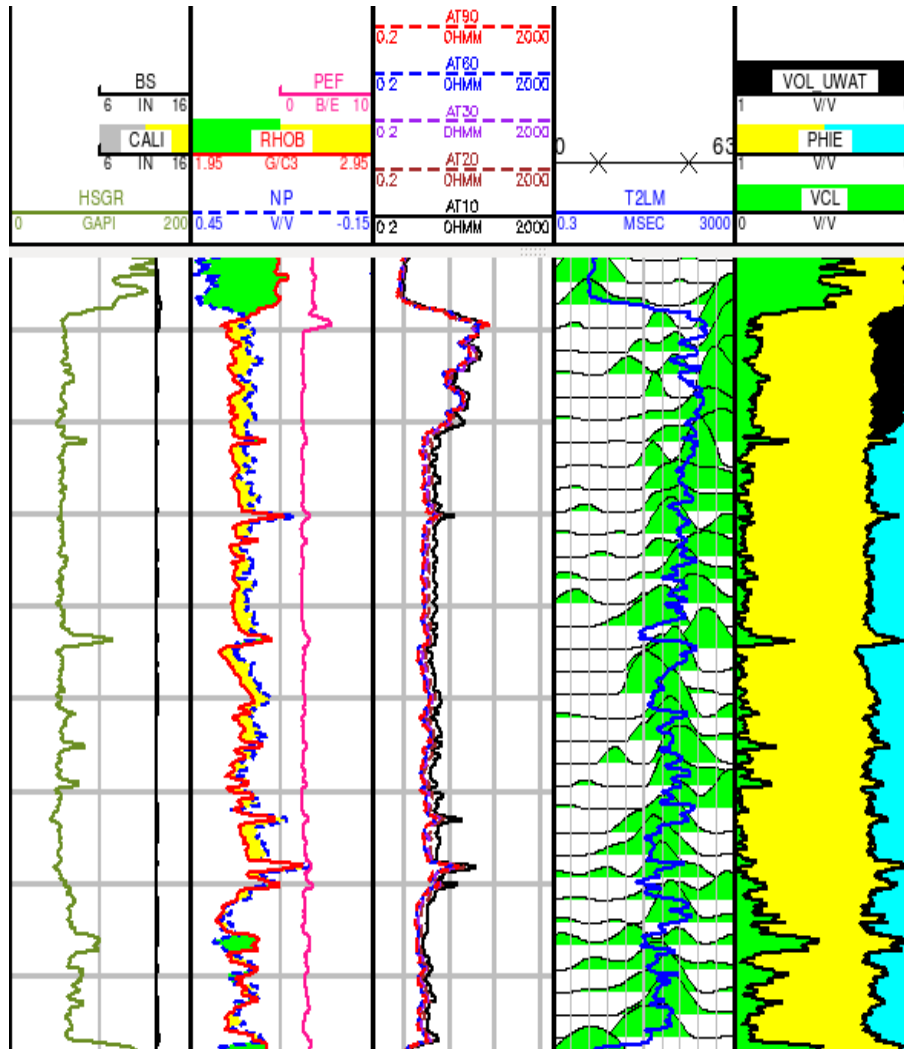 BS
6 IN 16
CALI
6 IN 16
HSGR
0 GAPI 200
PEF
0 B/E 10
RHOB
1.95 G/C3 2.95
NP
0.45 V/V -0.15
AT90
0.2 OHMM 2000
AT60
0.2 OHMM 2000
AT30
0.2 OHMM 2000
AT20
0.2 OHMM 2000
AT10
0.2 OHMM 2000
0 63
T2LM
0.3 MSEC 3000
VOL_UWAT
1 V/V
PHIE
1 V/V
VCL
0 V/V